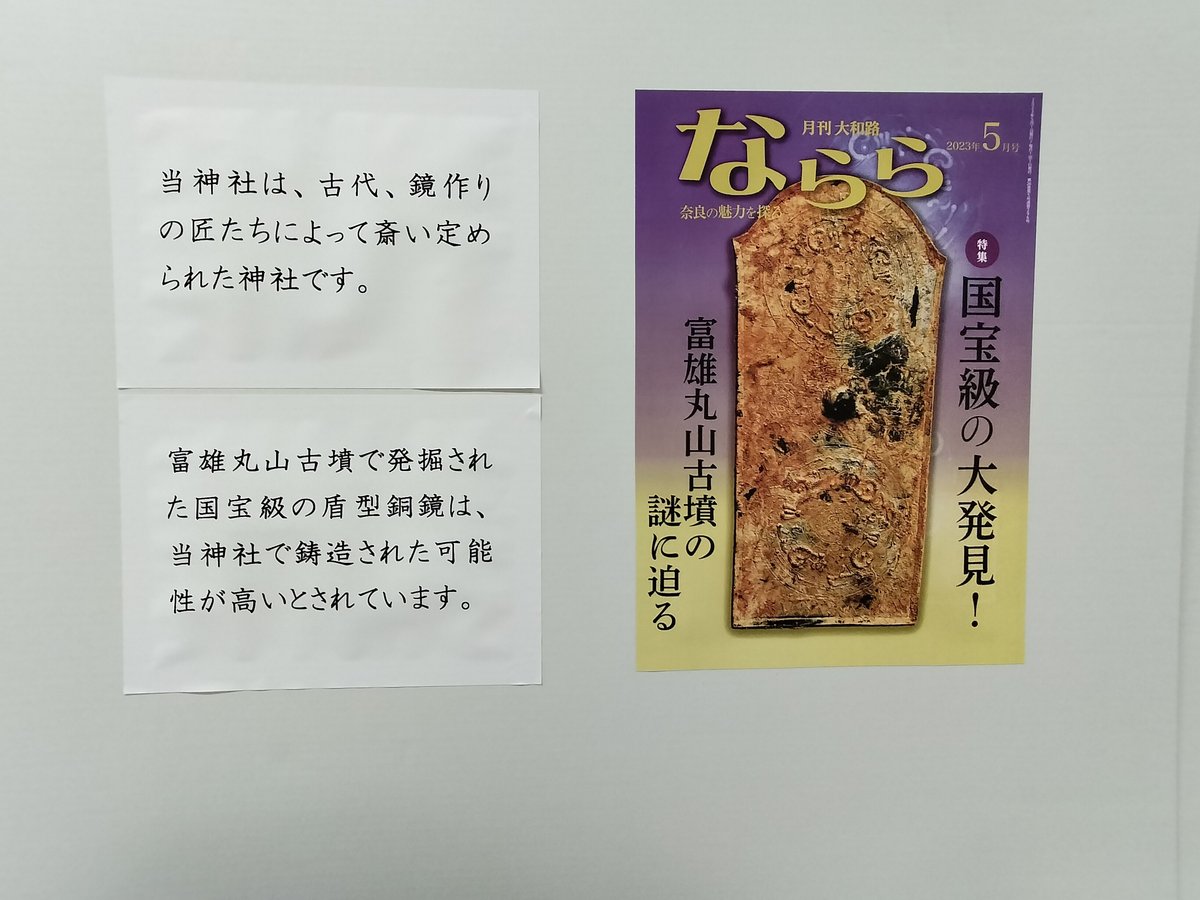 当神社は、古代、鏡作り
の匠たちによって斎い定め
られた神社です。
富雄丸山古墳で発掘され
た国宝級の盾型銅鏡は、
当神社で鋳造された可能
性が高いとされています。
月刊 大和路
ならら
2023年5月号
奈良の魅力を探る
特集
国宝級の大発見!
富雄丸山古墳の
謎に迫る